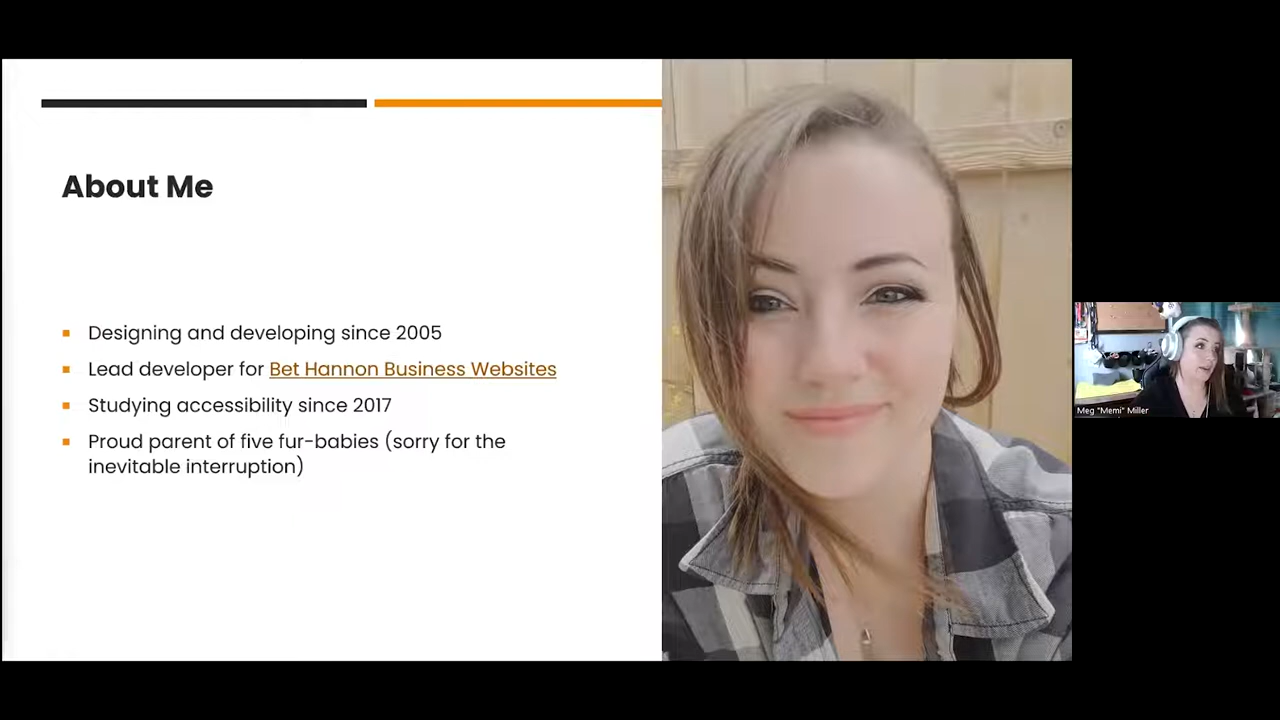 About Me
Designing and developing since 2005
Lead developer for Bet Hannon Business Websites
Studying accessibility since 2017
Proud parent of five fur-babies (sorry for the
inevitable interruption)
Meg "Memi" Miller